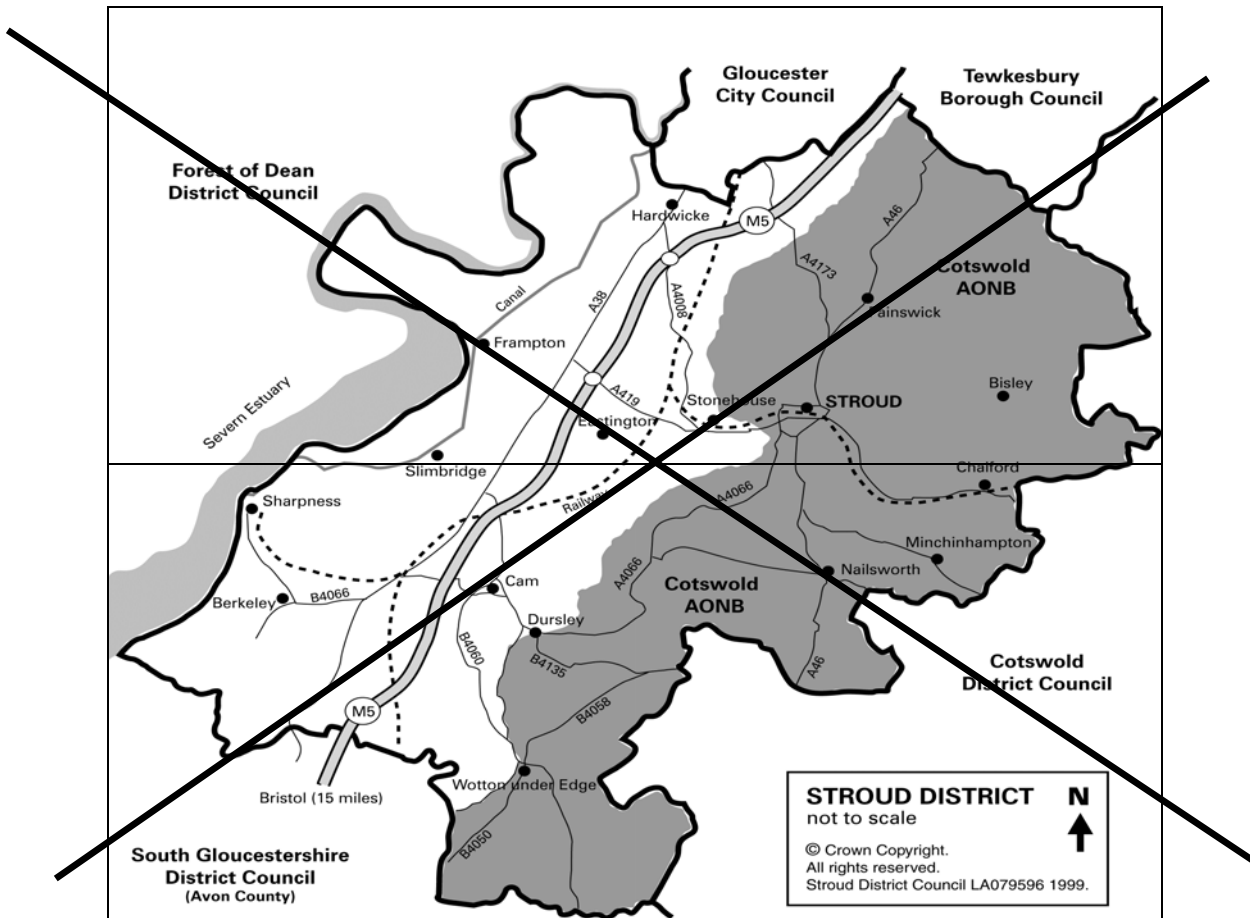 Gloucester
City Council
Tewkesbury
Borough Council
Forest of Dean
District Council
Hardwicke
M5
A46
A4173
Cotswold
AONB
Canal
A38
A4008
Painswick
Frampton
Severn Estuary
A419
Bisley
Stonehouse
STROUD
Eastington
Slimbridge
Chalford
Sharpness
Railway
A4066
Minchinhampton
A4066
Nailsworth
Cotswold
AONB
Cam
Berkeley
B4066
Dursley
B4060
B4135
A46
Cotswold
District Council
B4058
M5
Wotton under Edge
Bristol (15 miles)
B4050
South Gloucestershire
District Council
(Avon County)
STROUD DISTRICT
N
not to scale
© Crown Copyright.
All rights reserved.
Stroud District Council LA079596 1999.